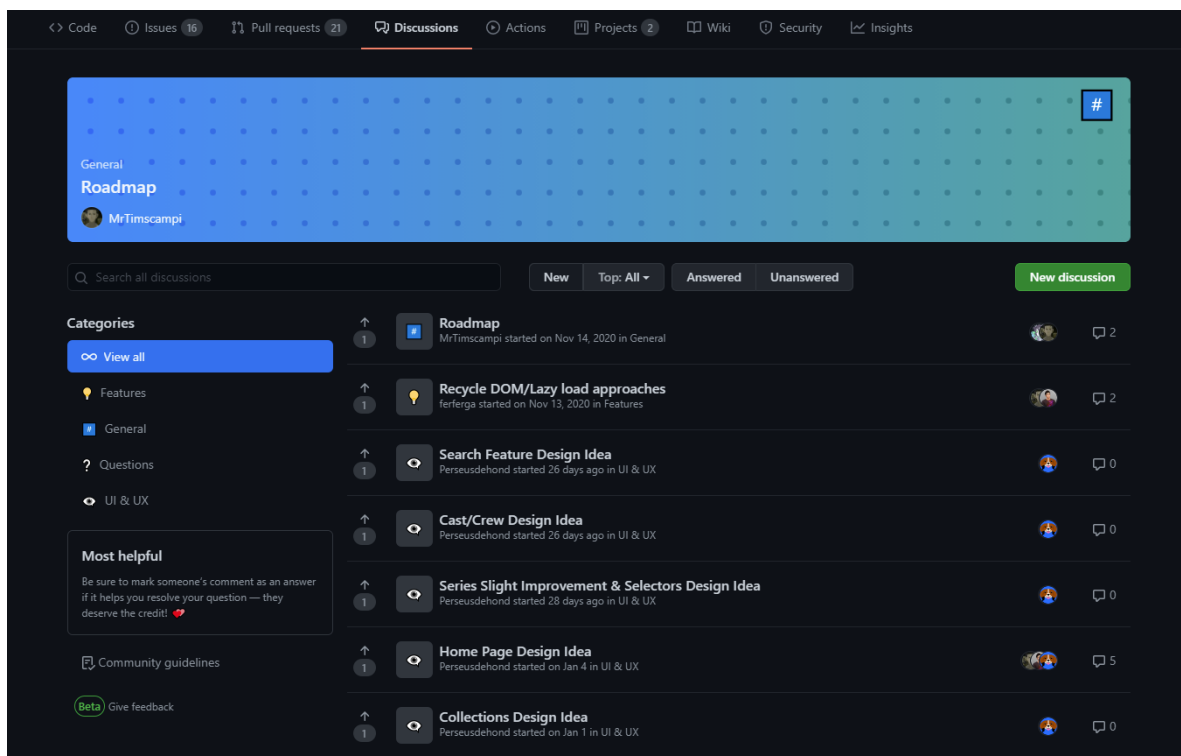 Code Issues 16 Pull requests 21 Discussions Actions Projects 2 Wiki Security Insights
#
General
Roadmap
MrTimscampi
Search all discussions New Top: All Answered Unanswered New discussion
Categories
View all
Features
# General
? Questions
UI & UX
Most helpful
Be sure to mark someone's comment as an answer
if it helps you resolve your question — they
deserve the credit!
Community guidelines
Beta Give feedback
1 # Roadmap 2
MrTimscampi started on Nov 14, 2020 in General
1 Recycle DOM/Lazy load approaches 2
ferferga started on Nov 13, 2020 in Features
1 Search Feature Design Idea 0
Perseusdehond started 26 days ago in UI & UX
1 Cast/Crew Design Idea 0
Perseusdehond started 26 days ago in UI & UX
1 Series Slight Improvement & Selectors Design Idea 0
Perseusdehond started 28 days ago in UI & UX
1 Home Page Design Idea 5
Perseusdehond started on Jan 4 in UI & UX
1 Collections Design Idea 0
Perseusdehond started on Jan 1 in UI & UX